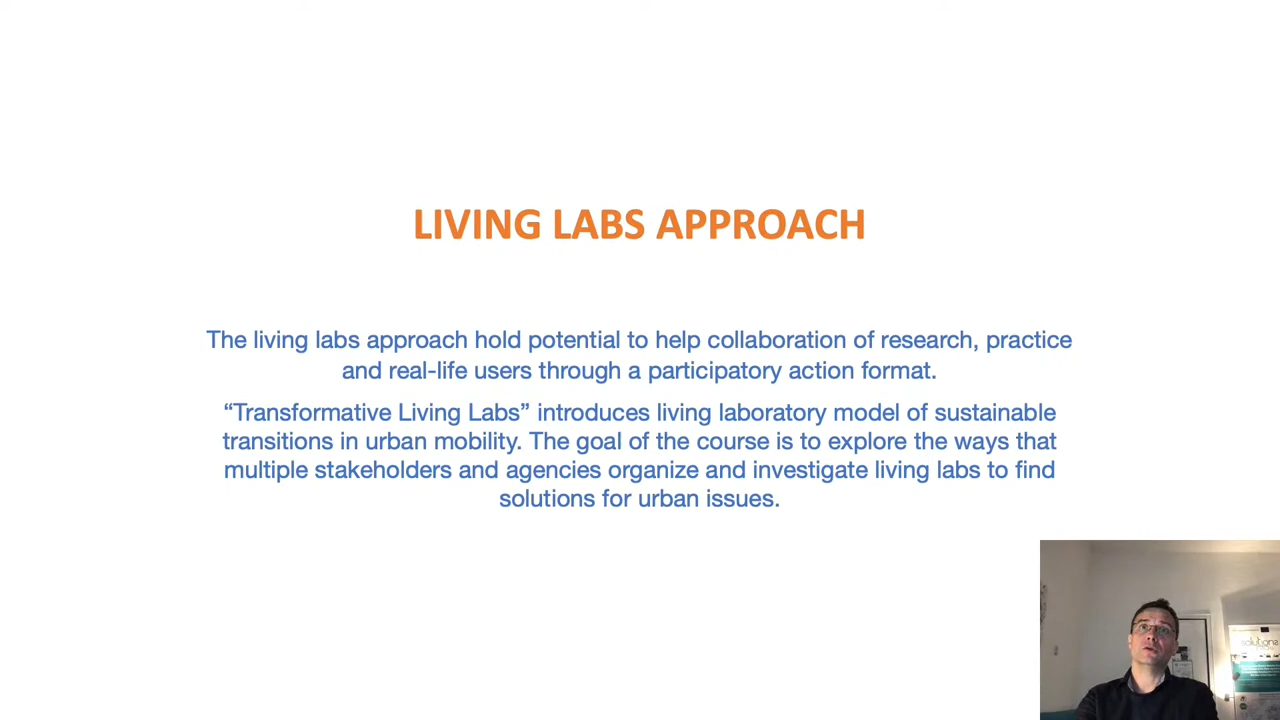 LIVING LABS APPROACH
The living labs approach hold potential to help collaboration of research, practice
and real-life users through a participatory action format.
“Transformative Living Labs” introduces living laboratory model of sustainable
transitions in urban mobility. The goal of the course is to explore the ways that
multiple stakeholders and agencies organize and investigate living labs to find
solutions for urban issues.
solutions